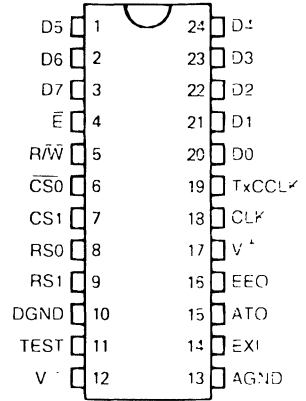 D5 1 24 D4
D6 2 23 D3
D7 3 22 D2
E̅ 4 21 D1
R/W̅ 5 20 D0
C̅S̅0̅ 6 19 TxCCLK
CS1 7 18 CLK
RS0 8 17 V+
RS1 9 16 EEO
DGND 10 15 ATO
TEST 11 14 EXI
V- 12 13 AGND